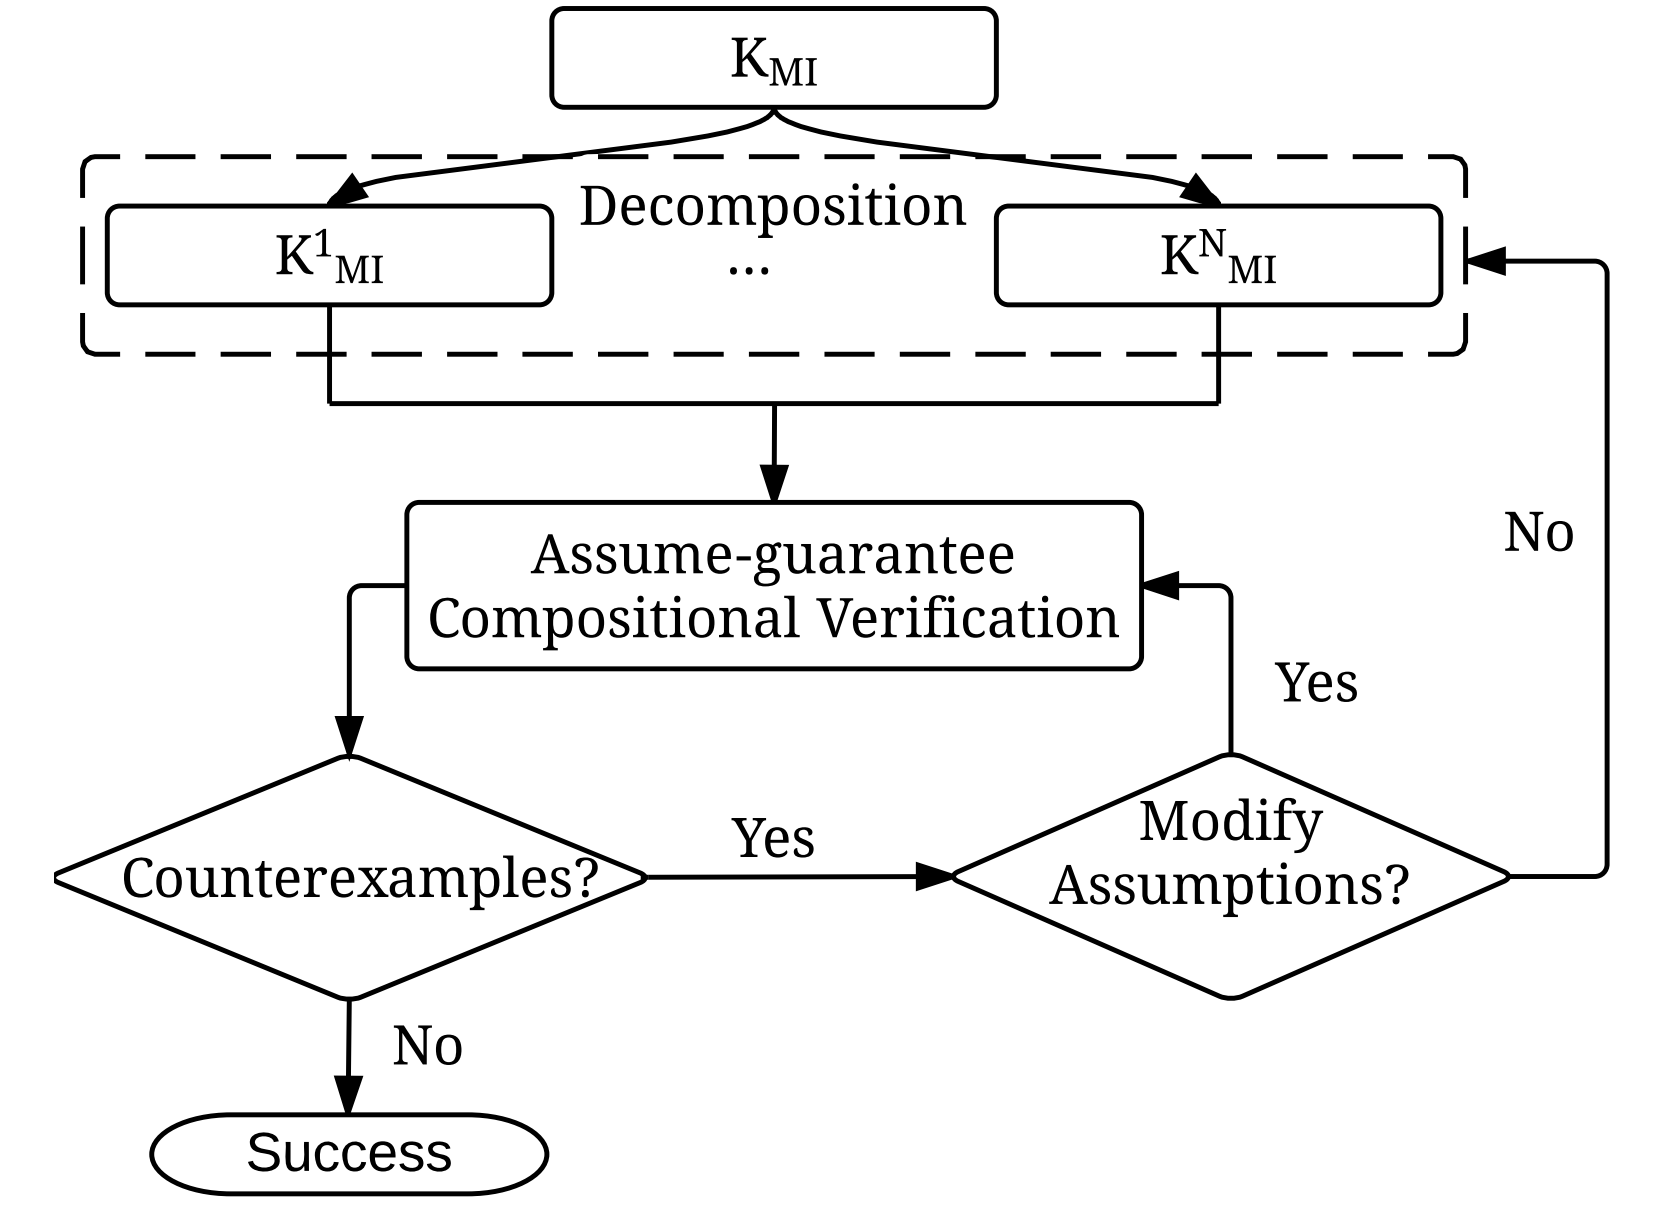 K_MI
Decomposition
K^1_MI
...
K^N_MI
Assume-guarantee
Compositional Verification
No
Yes
Counterexamples?
Yes
Modify
Assumptions?
No
Success